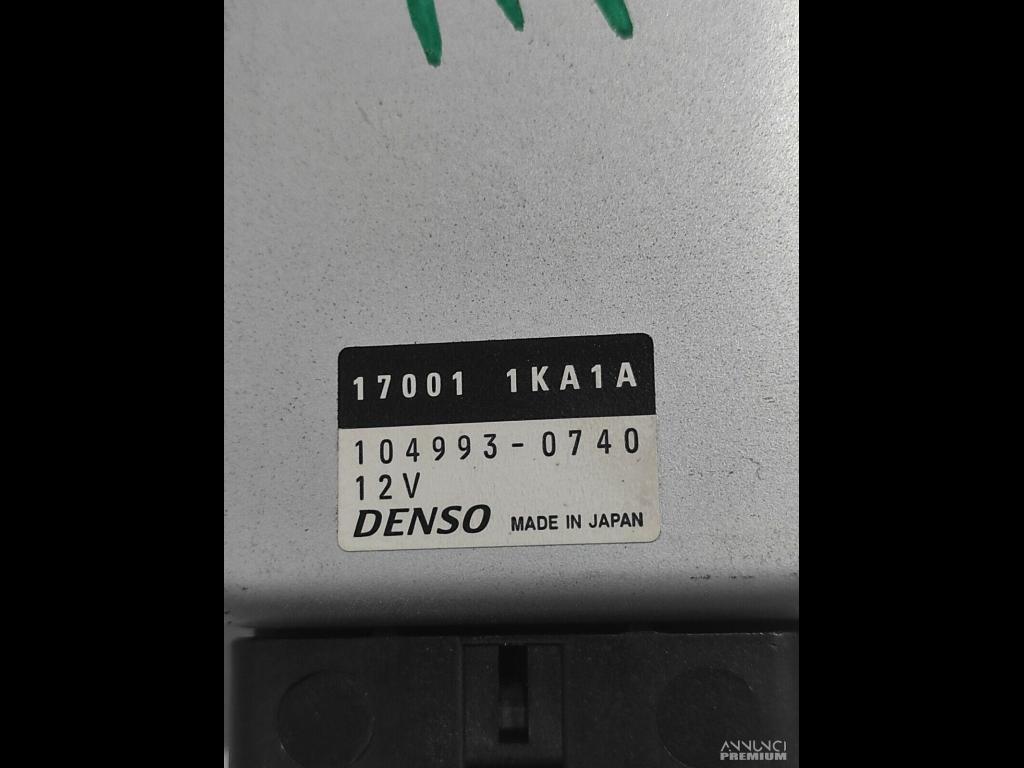 17001 1KA1A
104993-0740
12V
DENSO MADE IN JAPAN
ANNUNCI
PREMIUM